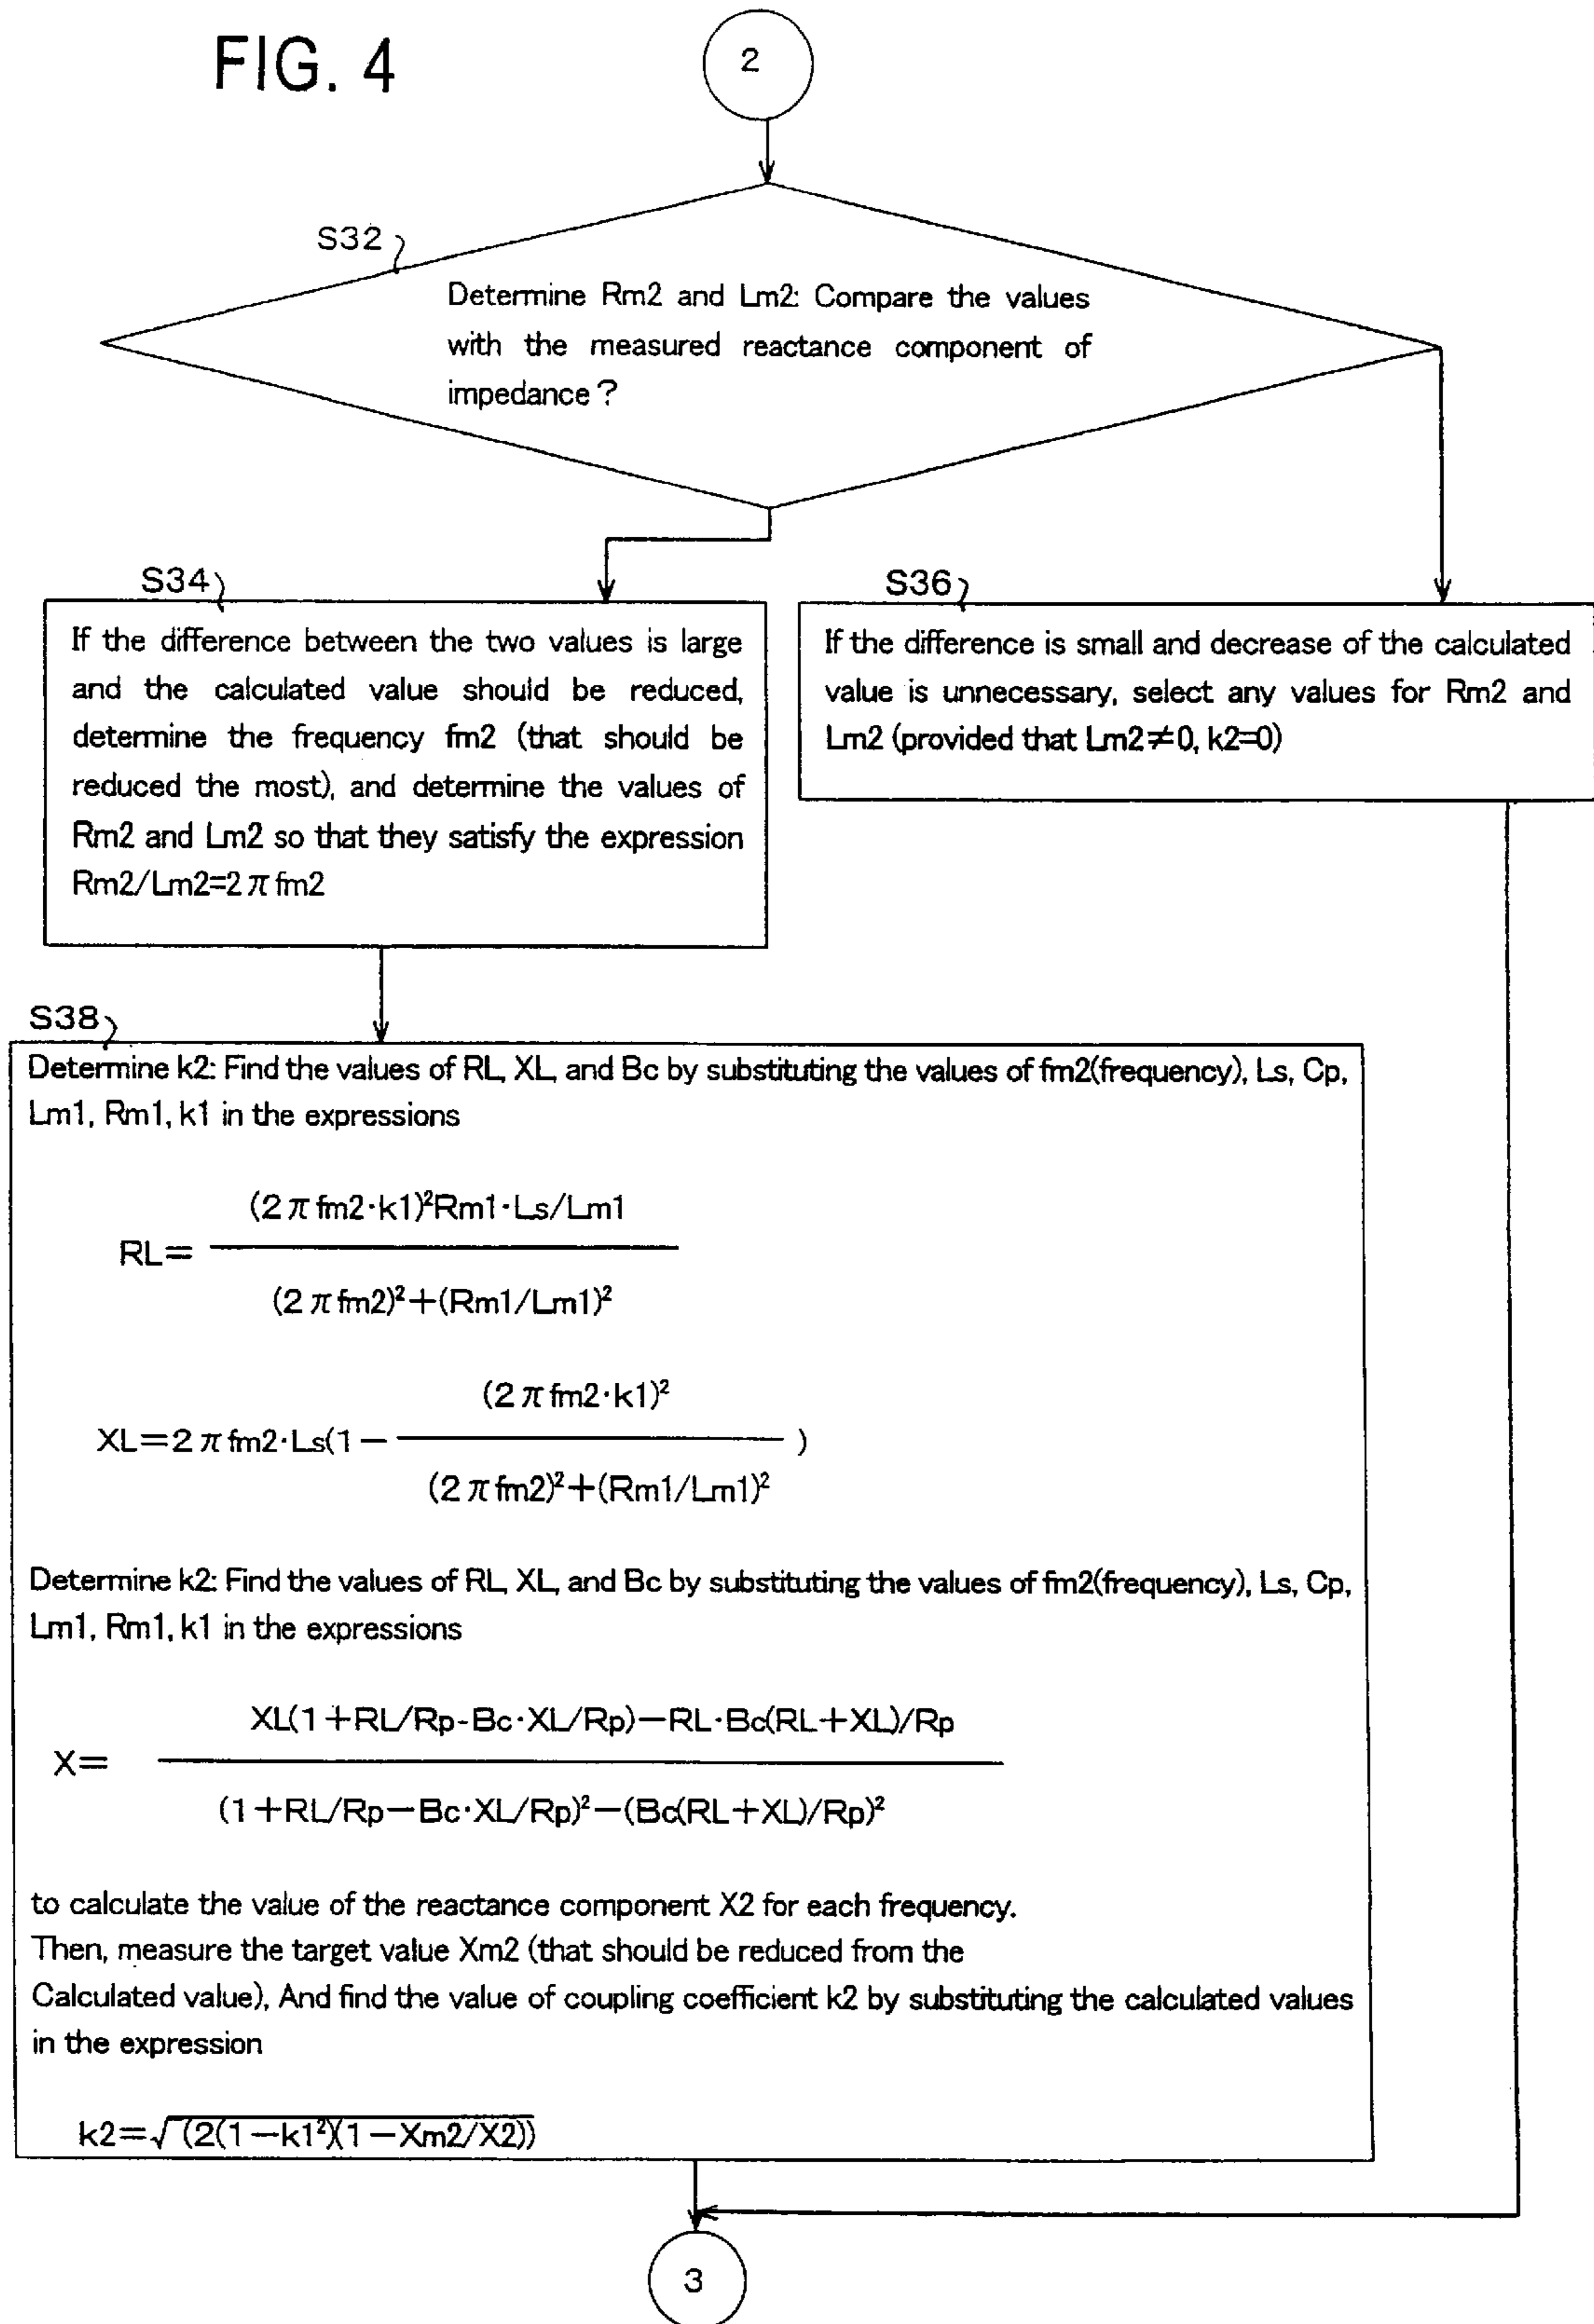 FIG. 4
2
S32
Determine Rm2 and Lm2: Compare the values
with the measured reactance component of
impedance?
S34
If the difference between the two values is large
and the calculated value should be reduced,
determine the frequency fm2 (that should be
reduced the most), and determine the values of
Rm2 and Lm2 so that they satisfy the expression
Rm2/Lm2=2πfm2
S36
If the difference is small and decrease of the calculated
value is unnecessary, select any values for Rm2 and
Lm2 (provided that Lm2≠0, k2=0)
S38
Determine k2: Find the values of RL, XL, and Bc by substituting the values of fm2(frequency), Ls, Cp,
Lm1, Rm1, k1 in the expressions
(2πfm2·k1)²Rm1·Ls/Lm1
RL=
(2πfm2)²+(Rm1/Lm1)²
(2πfm2·k1)²
XL=2πfm2·Ls(1− )
(2πfm2)²+(Rm1/Lm1)²
Determine k2: Find the values of RL, XL, and Bc by substituting the values of fm2(frequency), Ls, Cp,
Lm1, Rm1, k1 in the expressions
XL(1+RL/Rp-Bc·XL/Rp)−RL·Bc(RL+XL)/Rp
X=
(1+RL/Rp−Bc·XL/Rp)²−(Bc(RL+XL)/Rp)²
to calculate the value of the reactance component X2 for each frequency.
Then, measure the target value Xm2 (that should be reduced from the
Calculated value), And find the value of coupling coefficient k2 by substituting the calculated values
in the expression
k2=√(2(1−k1²)(1−Xm2/X2))
3